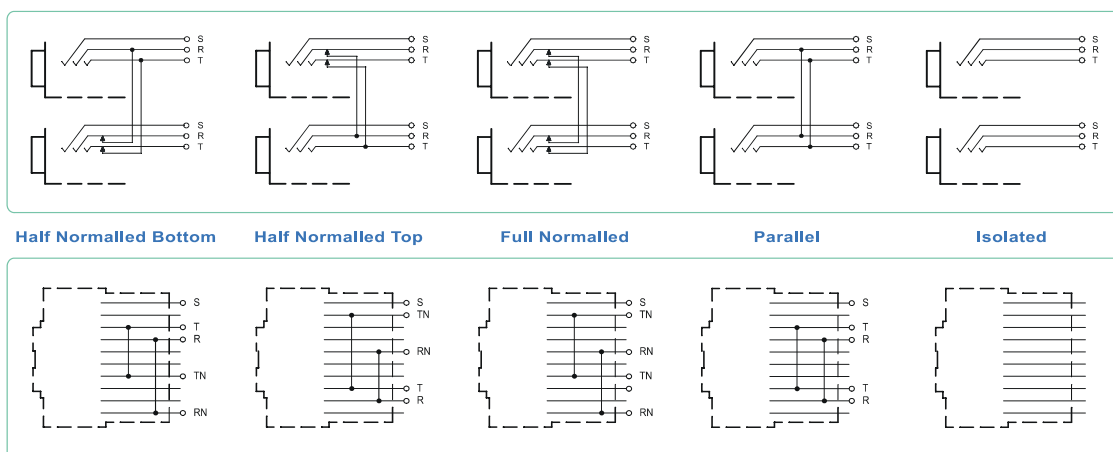 S S S S S
R R R R R
T T T T T
S S S S S
R R R R R
T T T T T
Half Normalled Bottom Half Normalled Top Full Normalled Parallel Isolated
S S S S
TN TN
T T
R R
RN RN
TN TN
T T
R R
RN RN